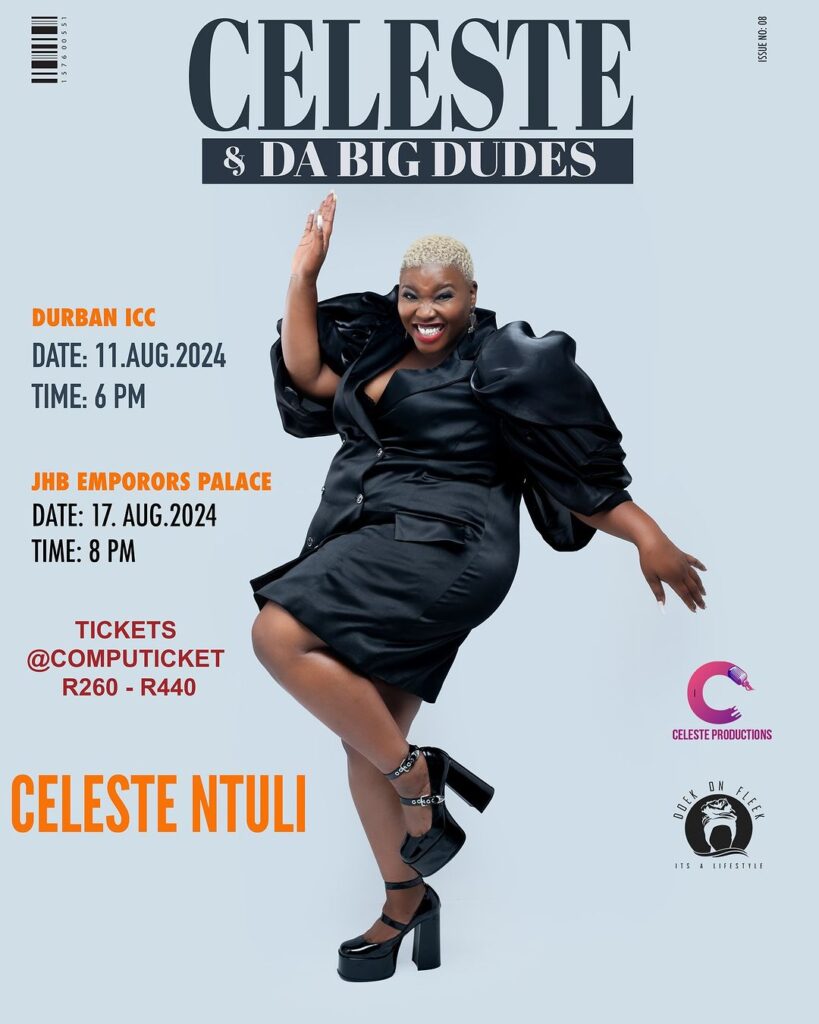 157600551
ISSUE NO: 08
CELESTE
& DA BIG DUDES
DURBAN ICC
DATE: 11.AUG.2024
TIME: 6 PM
JHB EMPORORS PALACE
DATE: 17. AUG.2024
TIME: 8 PM
TICKETS
@COMPUTICKET
R260 - R440
CELESTE NTULI
CELESTE PRODUCTIONS
DOEK ON FLEEK
ITS A LIFESTYLE